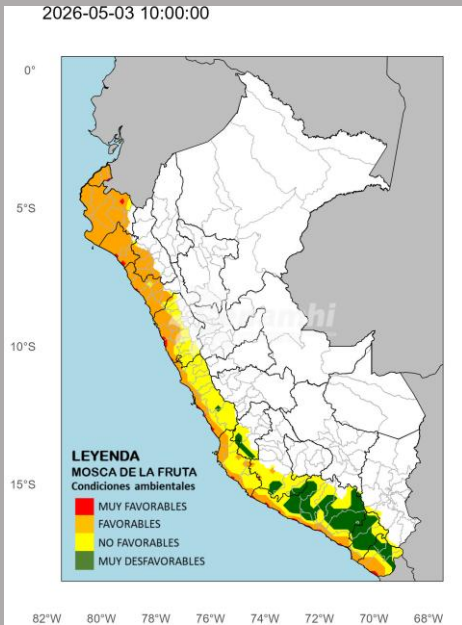 2026-05-03 10:00:00
0°
5°S
10°S
15°S
LEYENDA
MOSCA DE LA FRUTA
Condiciones ambientales
MUY FAVORABLES
FAVORABLES
NO FAVORABLES
MUY DESFAVORABLES
82°W 80°W 78°W 76°W 74°W 72°W 70°W 68°W